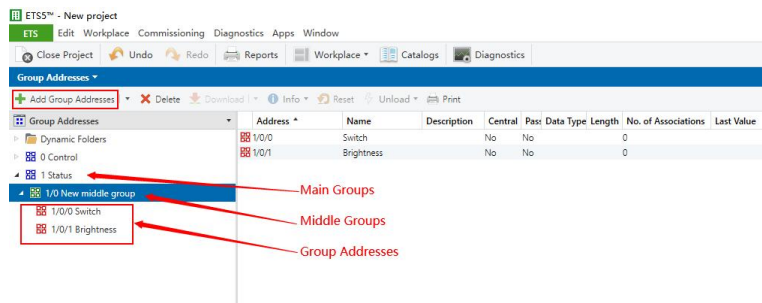 ETS5™ - New project
ETS Edit Workplace Commissioning Diagnostics Apps Window
Close Project Undo Redo Reports Workplace Catalogs Diagnostics
Group Addresses
Add Group Addresses Delete Download Info Reset Unload Print
Group Addresses Address Name Description Central Pass Data Type Length No. of Associations Last Value
Dynamic Folders 1/0/0 Switch No No 0
0 Control 1/0/1 Brightness No No 0
1 Status
1/0 New middle group
Main Groups
1/0/0 Switch
Middle Groups
1/0/1 Brightness
Group Addresses